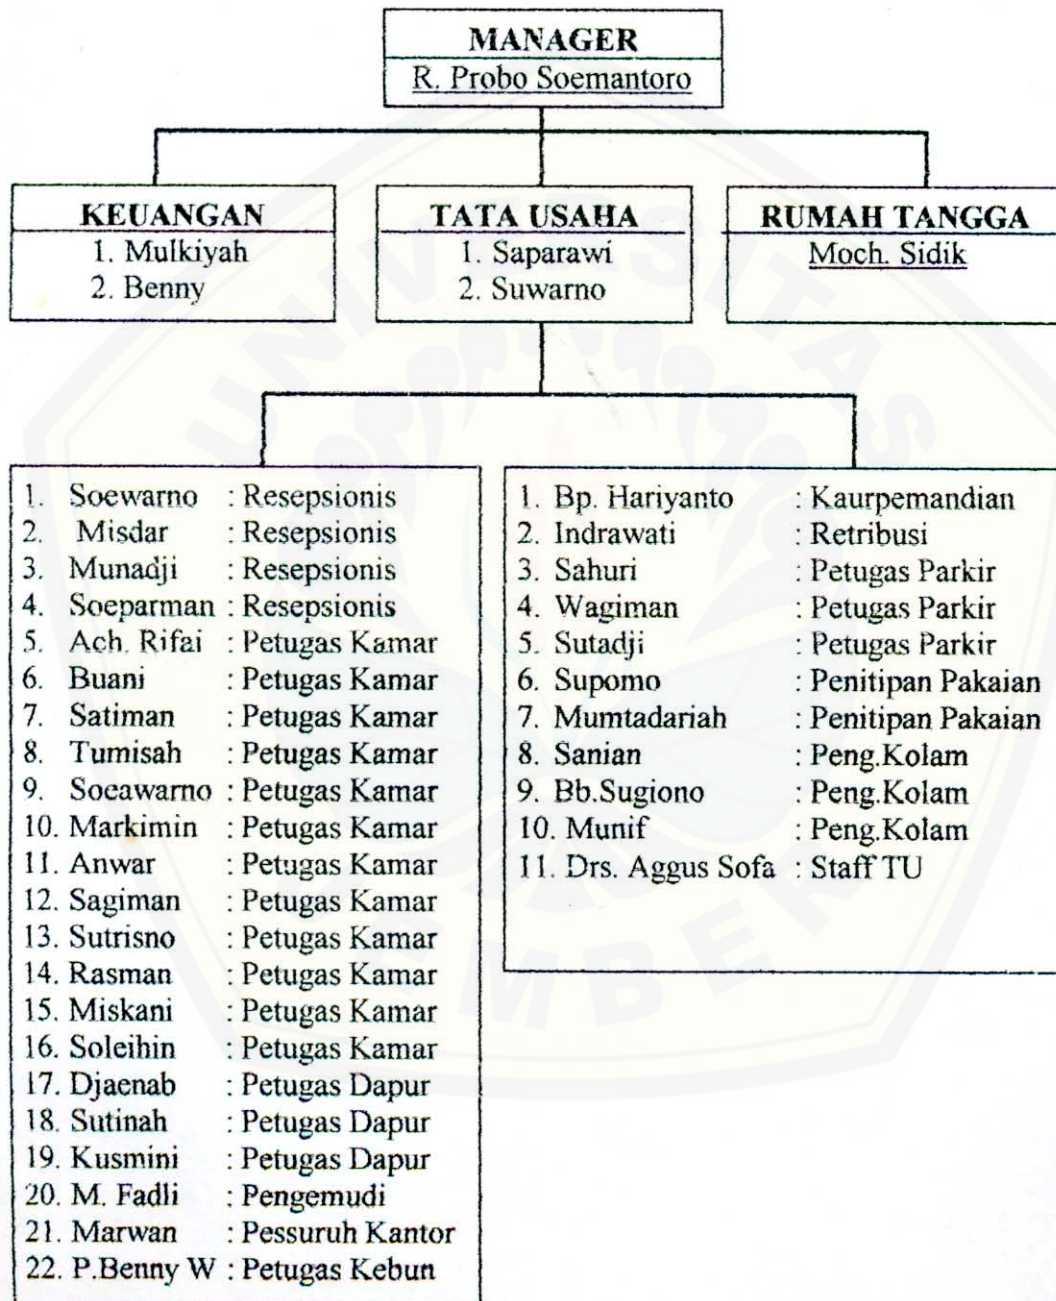 MANAGER
R. Probo Soemantoro
KEUANGAN
1. Mulkiyah
2. Benny
TATA USAHA
1. Saparawi
2. Suwarno
RUMAH TANGGA
Moch. Sidik
1. Soewarno : Resepsionis
2. Misdar : Resepsionis
3. Munadji : Resepsionis
4. Soeparman : Resepsionis
5. Ach. Rifai : Petugas Kamar
6. Buani : Petugas Kamar
7. Satiman : Petugas Kamar
8. Tumisah : Petugas Kamar
9. Soeawarno : Petugas Kamar
10. Markimin : Petugas Kamar
11. Anwar : Petugas Kamar
12. Sagiman : Petugas Kamar
13. Sutrisno : Petugas Kamar
14. Rasman : Petugas Kamar
15. Miskani : Petugas Kamar
16. Soleihin : Petugas Kamar
17. Djaenab : Petugas Dapur
18. Sutinah : Petugas Dapur
19. Kusmini : Petugas Dapur
20. M. Fadli : Pengemudi
21. Marwan : Pessuruh Kantor
22. P.Benny W : Petugas Kebun
1. Bp. Hariyanto : Kaurpemandian
2. Indrawati : Retribusi
3. Sahuri : Petugas Parkir
4. Wagiman : Petugas Parkir
5. Sutadji : Petugas Parkir
6. Supomo : Penitipan Pakaian
7. Mumtadariah : Penitipan Pakaian
8. Sanian : Peng.Kolam
9. Bb.Sugiono : Peng.Kolam
10. Munif : Peng.Kolam
11. Drs. Aggus Sofa : Staff TU
UNIVERSITAS
JEMBER